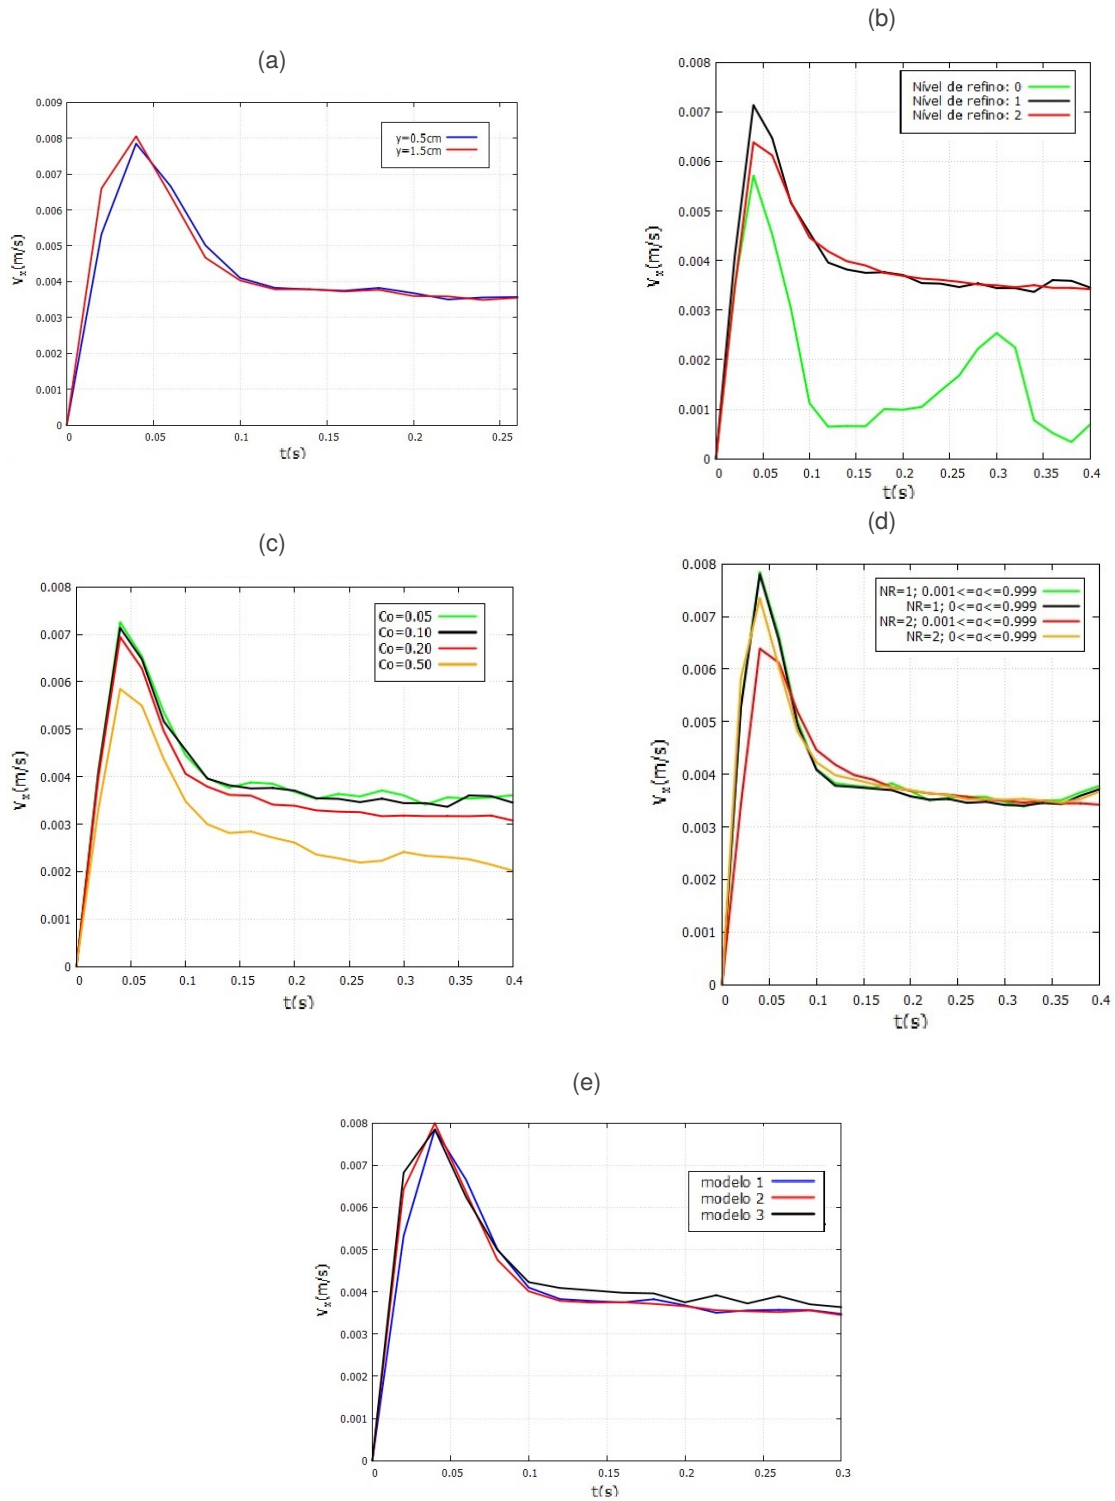 (a)
0.009
0.008
0.007
0.006
0.005
0.004
0.003
0.002
0.001
0
0 0.05 0.1 0.15 0.2 0.25
Vx(m/s)
t(s)
y=0.5cm
y=1.5cm
(b)
0.008
0.007
0.006
0.005
0.004
0.003
0.002
0.001
0
0 0.05 0.1 0.15 0.2 0.25 0.3 0.35 0.4
Vx(m/s)
t(s)
Nível de refino: 0
Nível de refino: 1
Nível de refino: 2
(c)
0.008
0.007
0.006
0.005
0.004
0.003
0.002
0.001
0
0 0.05 0.1 0.15 0.2 0.25 0.3 0.35 0.4
Vx(m/s)
t(s)
Co=0.05
Co=0.10
Co=0.20
Co=0.50
(d)
0.008
0.007
0.006
0.005
0.004
0.003
0.002
0.001
0
0 0.05 0.1 0.15 0.2 0.25 0.3 0.35 0.4
Vx(m/s)
t(s)
NR=1; 0.001<=α<=0.999
NR=1; 0<=α<=0.999
NR=2; 0.001<=α<=0.999
NR=2; 0<=α<=0.999
(e)
0.008
0.007
0.006
0.005
0.004
0.003
0.002
0.001
0
0 0.05 0.1 0.15 0.2 0.25 0.3
Vx(m/s)
t(s)
modelo 1
modelo 2
modelo 3